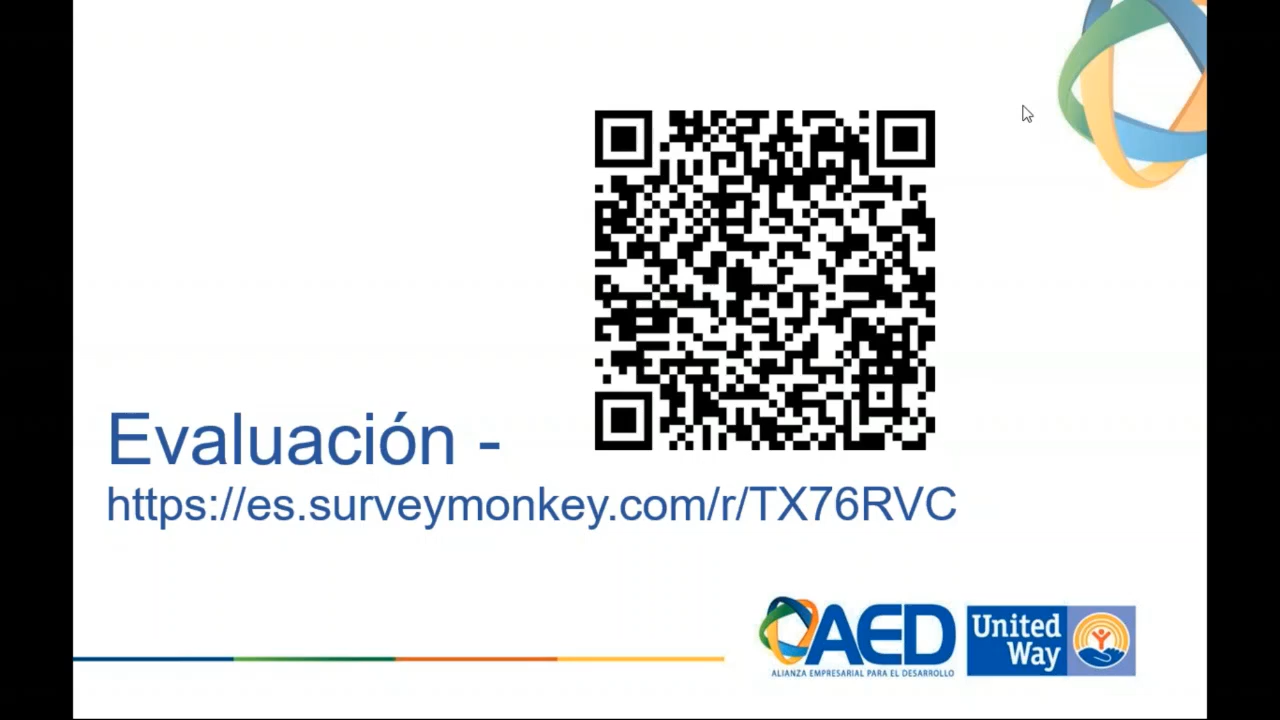 Evaluación -
https://es.surveymonkey.com/r/TX76RVC
AED
ALIANZA EMPRESARIAL PARA EL DESARROLLO
United
Way